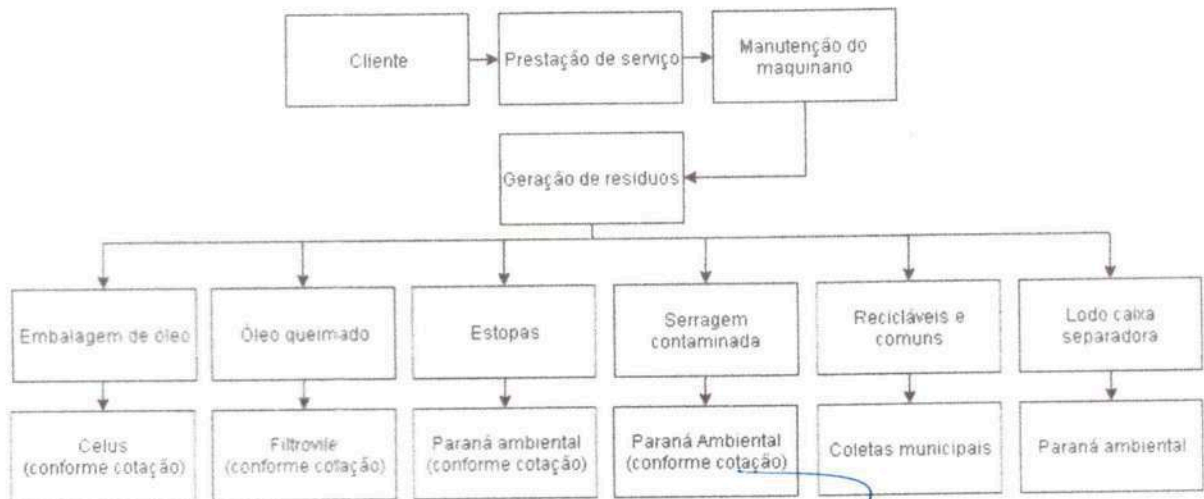 Cliente
Prestação de serviço
Manutenção do
maquinano
Geração de resíduos
Embalagem de óleo
Óleo queimado
Estopas
Serragem
contaminada
Recicláveis e
comuns
Lodo caixa
separadora
Celus
(conforme cotação)
Filtrovile
(conforme cotação)
Paraná ambiental
(conforme cotação)
Paraná Ambiental
(conforme cotação)
Coletas municipais
Paraná ambiental